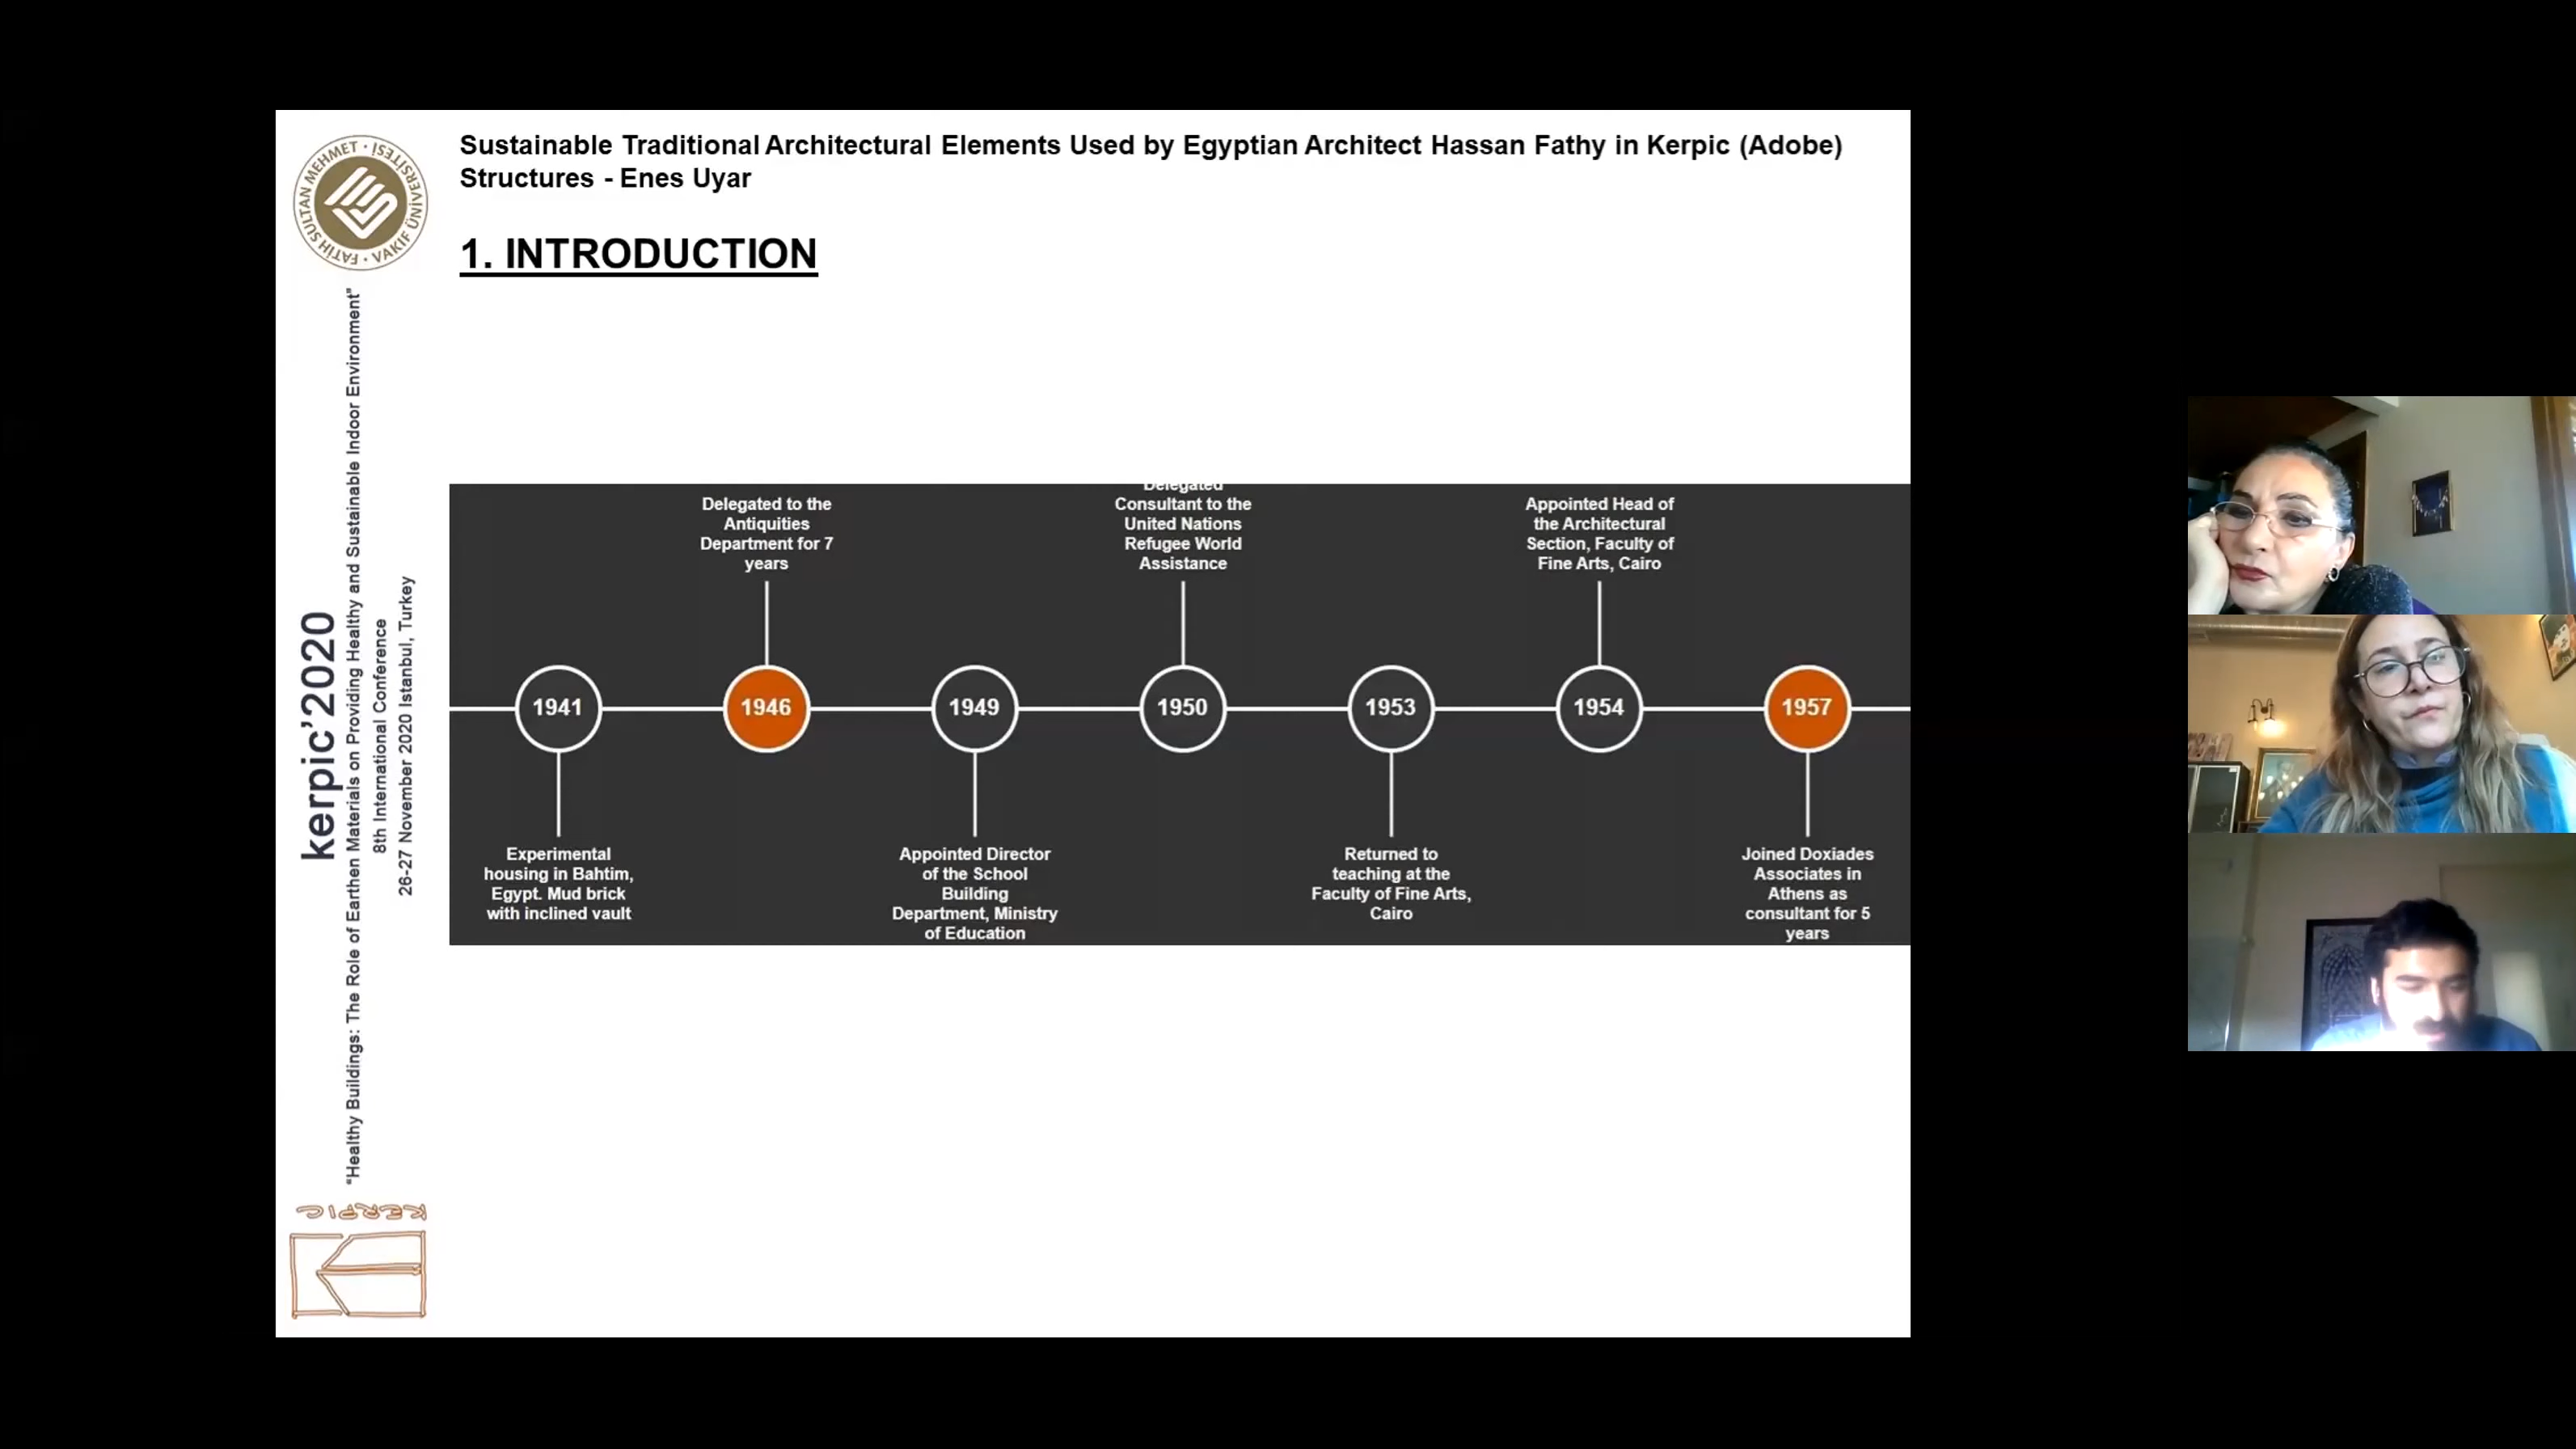 Sustainable Traditional Architectural Elements Used by Egyptian Architect Hassan Fathy in Kerpic (Adobe)
Structures - Enes Uyar
1. INTRODUCTION
FATİH SULTAN MEHMET · VAKIF ÜNİVERSİTESİ ·
kerpic'2020
"Healthy Buildings: The Role of Earthen Materials on Providing Healthy and Sustainable Indoor Environment"
8th International Conference
26-27 November 2020 Istanbul, Turkey
KERPIC
1941
Experimental
housing in Bahtim,
Egypt. Mud brick
with inclined vault
Delegated to the
Antiquities
Department for 7
years
1946
1949
Appointed Director
of the School
Building
Department, Ministry
of Education
Delegated
Consultant to the
United Nations
Refugee World
Assistance
1950
1953
Returned to
teaching at the
Faculty of Fine Arts,
Cairo
Appointed Head of
the Architectural
Section, Faculty of
Fine Arts, Cairo
1954
1957
Joined Doxiades
Associates in
Athens as
consultant for 5
years